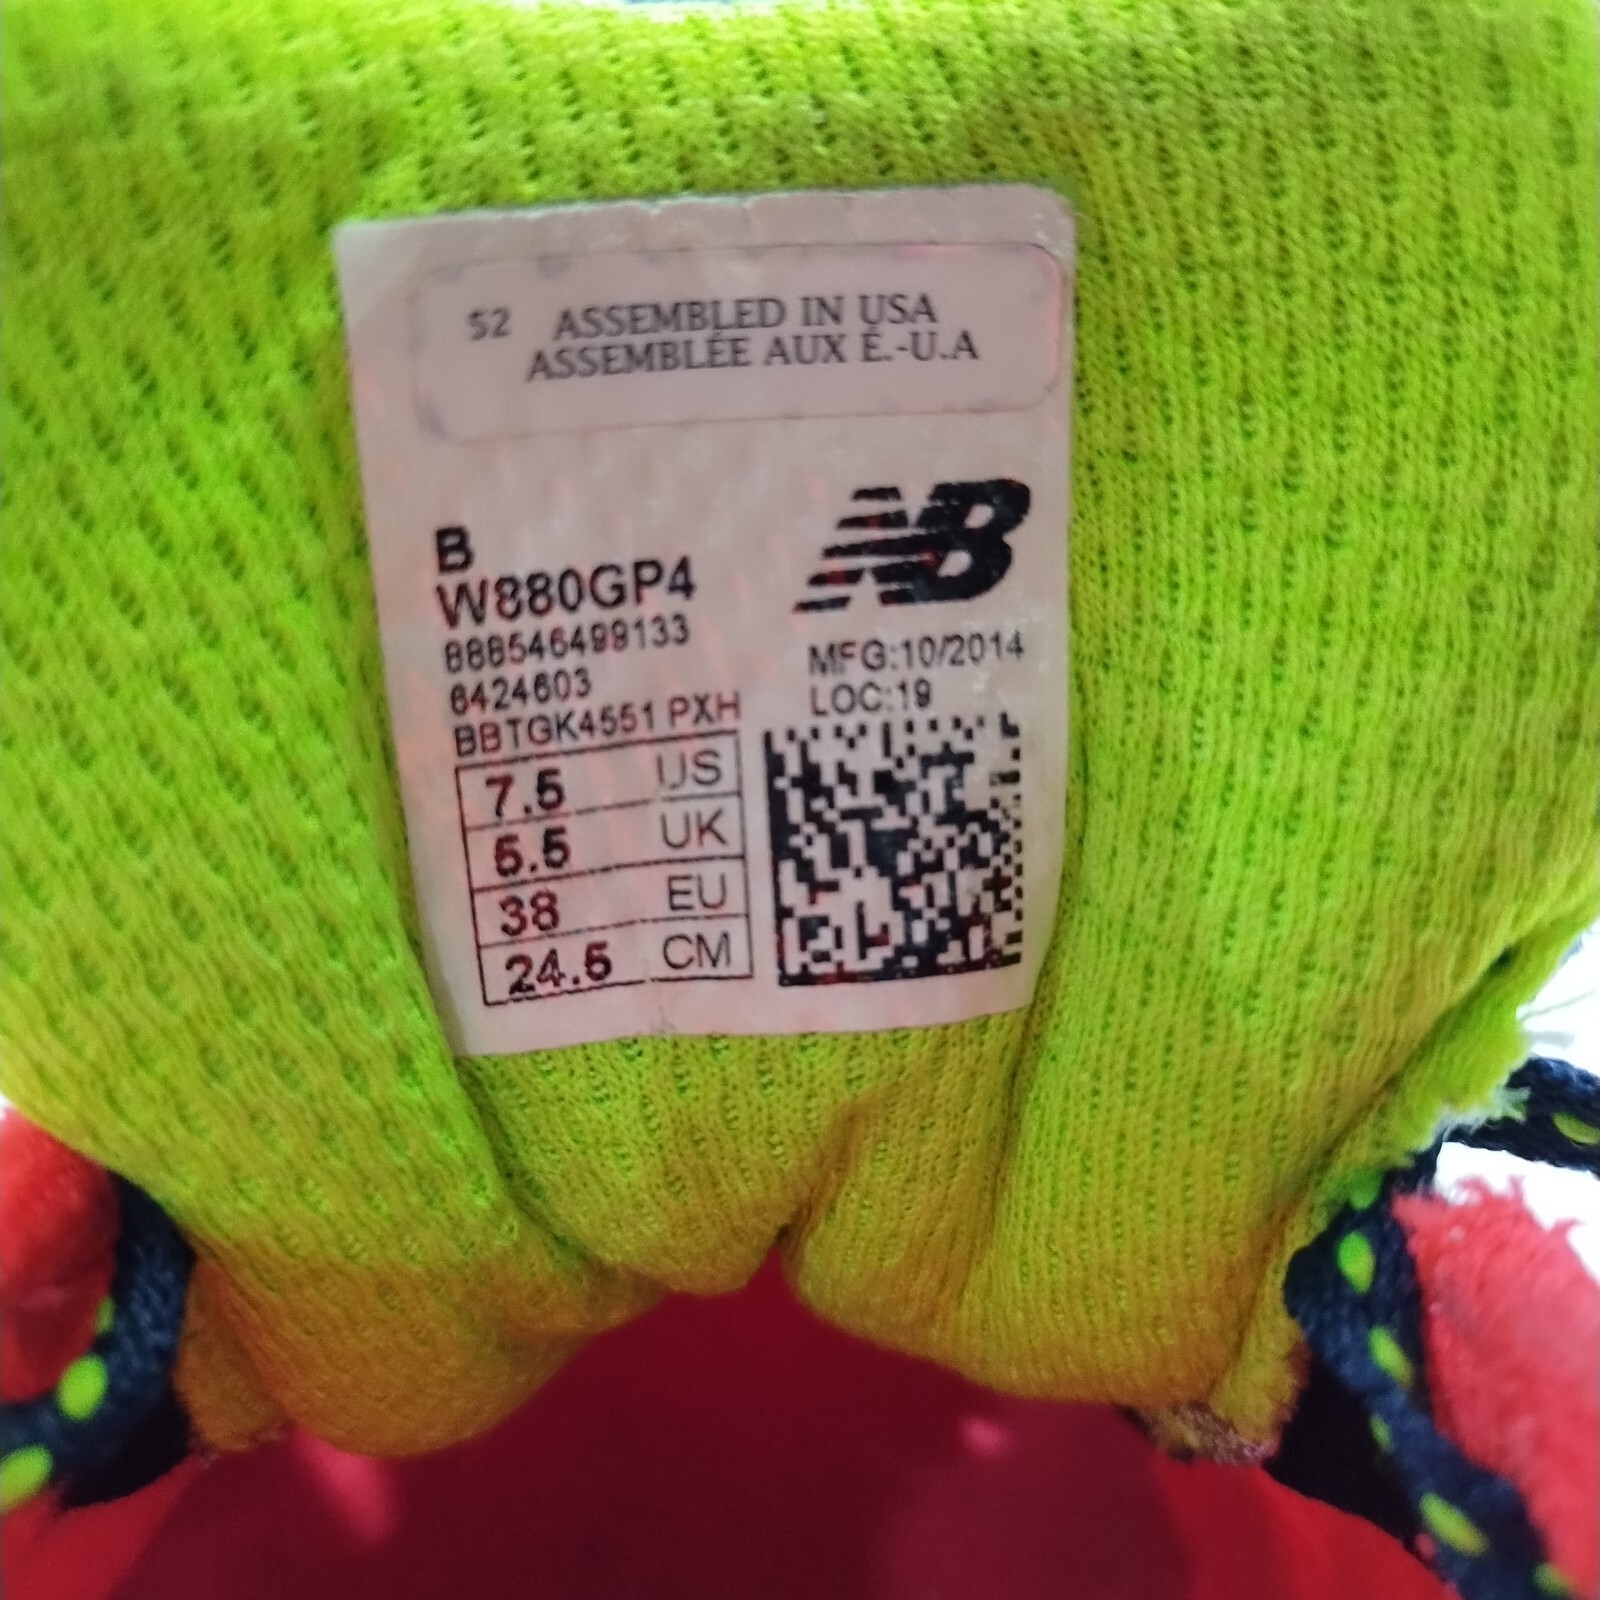 52 ASSEMBLED IN USA
ASSEMBLÉE AUX É.-U.A
B
W880GP4
NB
888546499133
6424603
BBTGK4551 PXH
MFG:10/2014
LOC:19
7.5 US
5.5 UK
38 EU
24.5 CM